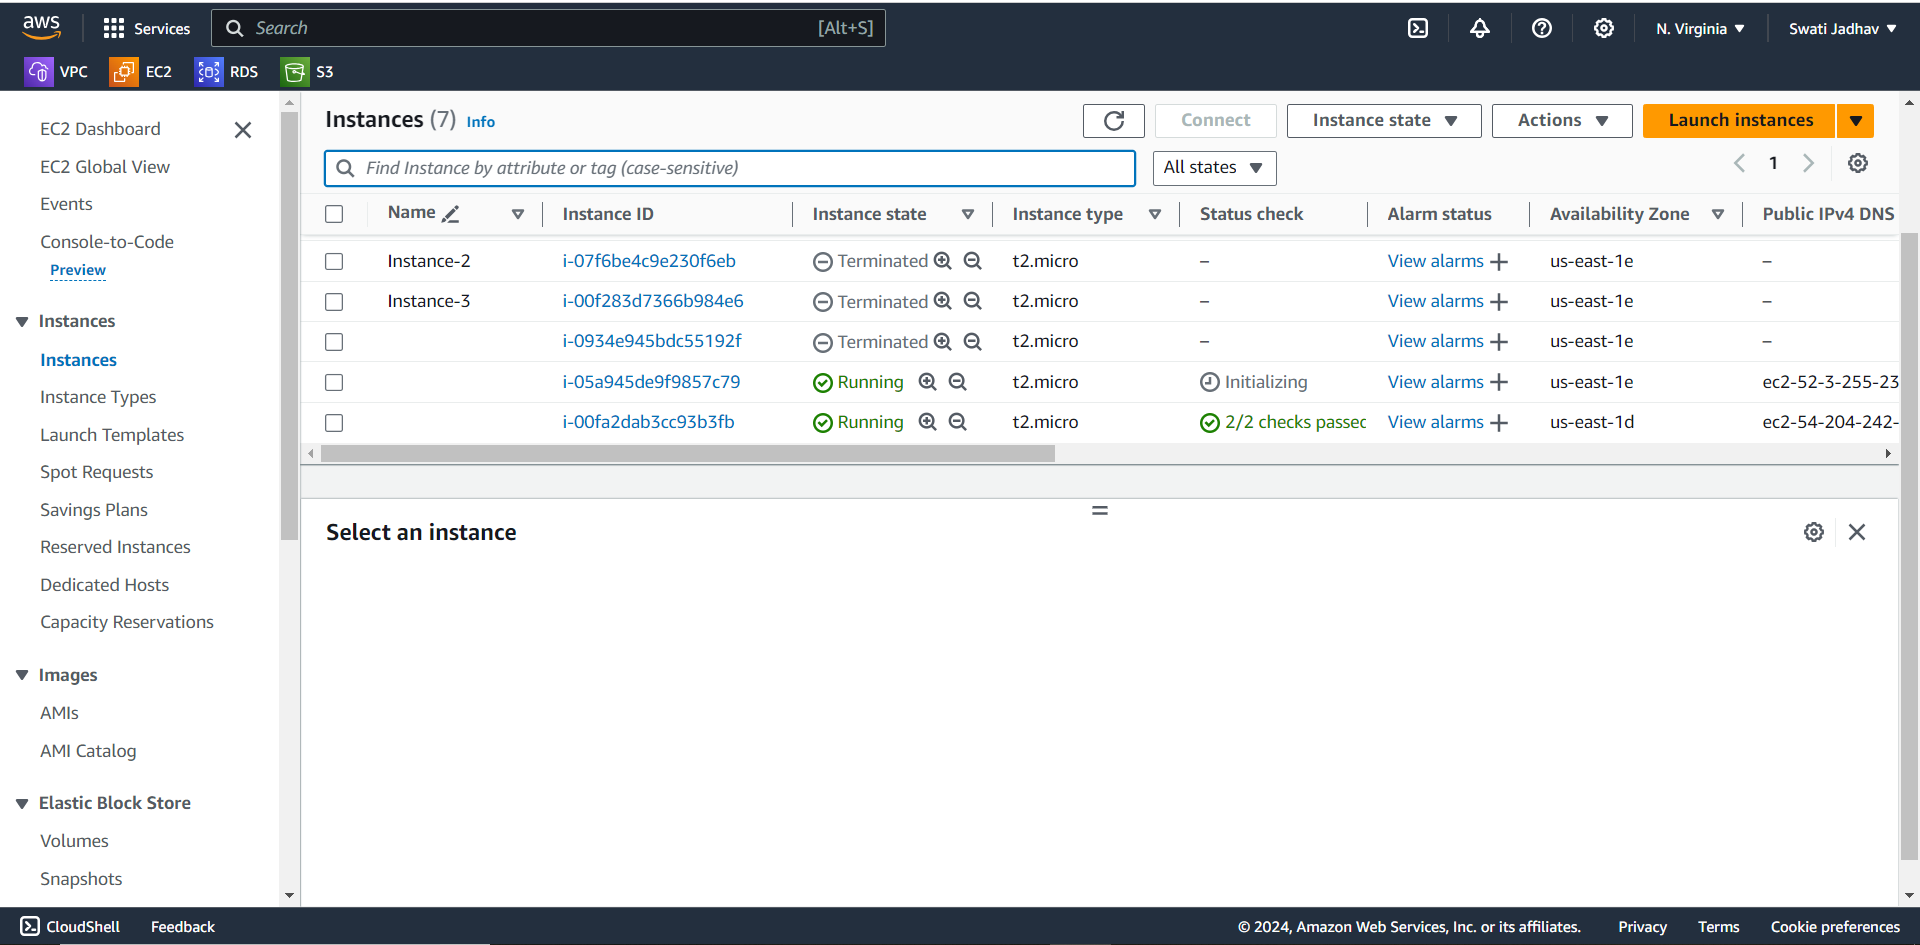 aws Services Search [Alt+S] N. Virginia Swati Jadhav
VPC EC2 RDS S3
EC2 Dashboard
EC2 Global View
Events
Console-to-Code
Preview
Instances
Instances
Instance Types
Launch Templates
Spot Requests
Savings Plans
Reserved Instances
Dedicated Hosts
Capacity Reservations
Images
AMIs
AMI Catalog
Elastic Block Store
Volumes
Snapshots
Instances (7) Info Connect Instance state Actions Launch instances
Find Instance by attribute or tag (case-sensitive) All states 1
Name Instance ID Instance state Instance type Status check Alarm status Availability Zone Public IPv4 DNS
Instance-2 i-07f6be4c9e230f6eb Terminated t2.micro – View alarms us-east-1e –
Instance-3 i-00f283d7366b984e6 Terminated t2.micro – View alarms us-east-1e –
i-0934e945bdc55192f Terminated t2.micro – View alarms us-east-1e –
i-05a945de9f9857c79 Running t2.micro Initializing View alarms us-east-1e ec2-52-3-255-23
i-00fa2dab3cc93b3fb Running t2.micro 2/2 checks passec View alarms us-east-1d ec2-54-204-242-
Select an instance
CloudShell Feedback © 2024, Amazon Web Services, Inc. or its affiliates. Privacy Terms Cookie preferences